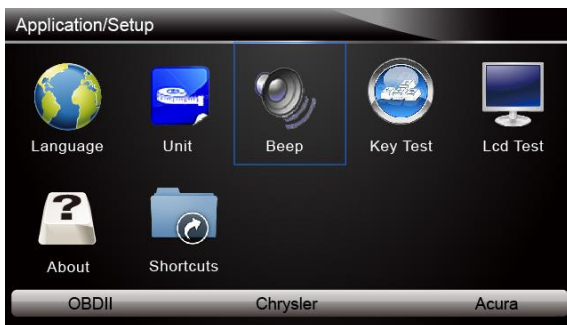 Application/Setup
Language Unit Beep Key Test Lcd Test
?
About Shortcuts
OBDII Chrysler Acura